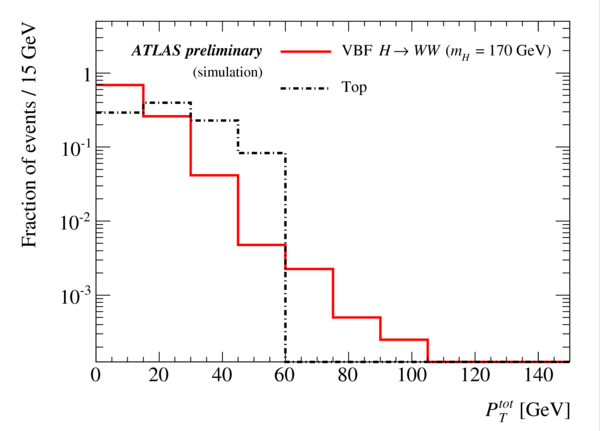 Fraction of events / 15 GeV
ATLAS preliminary
(simulation)
VBF H → WW (m_H = 170 GeV)
Top
1
10^-1
10^-2
10^-3
0 20 40 60 80 100 120 140
P_T^tot [GeV]